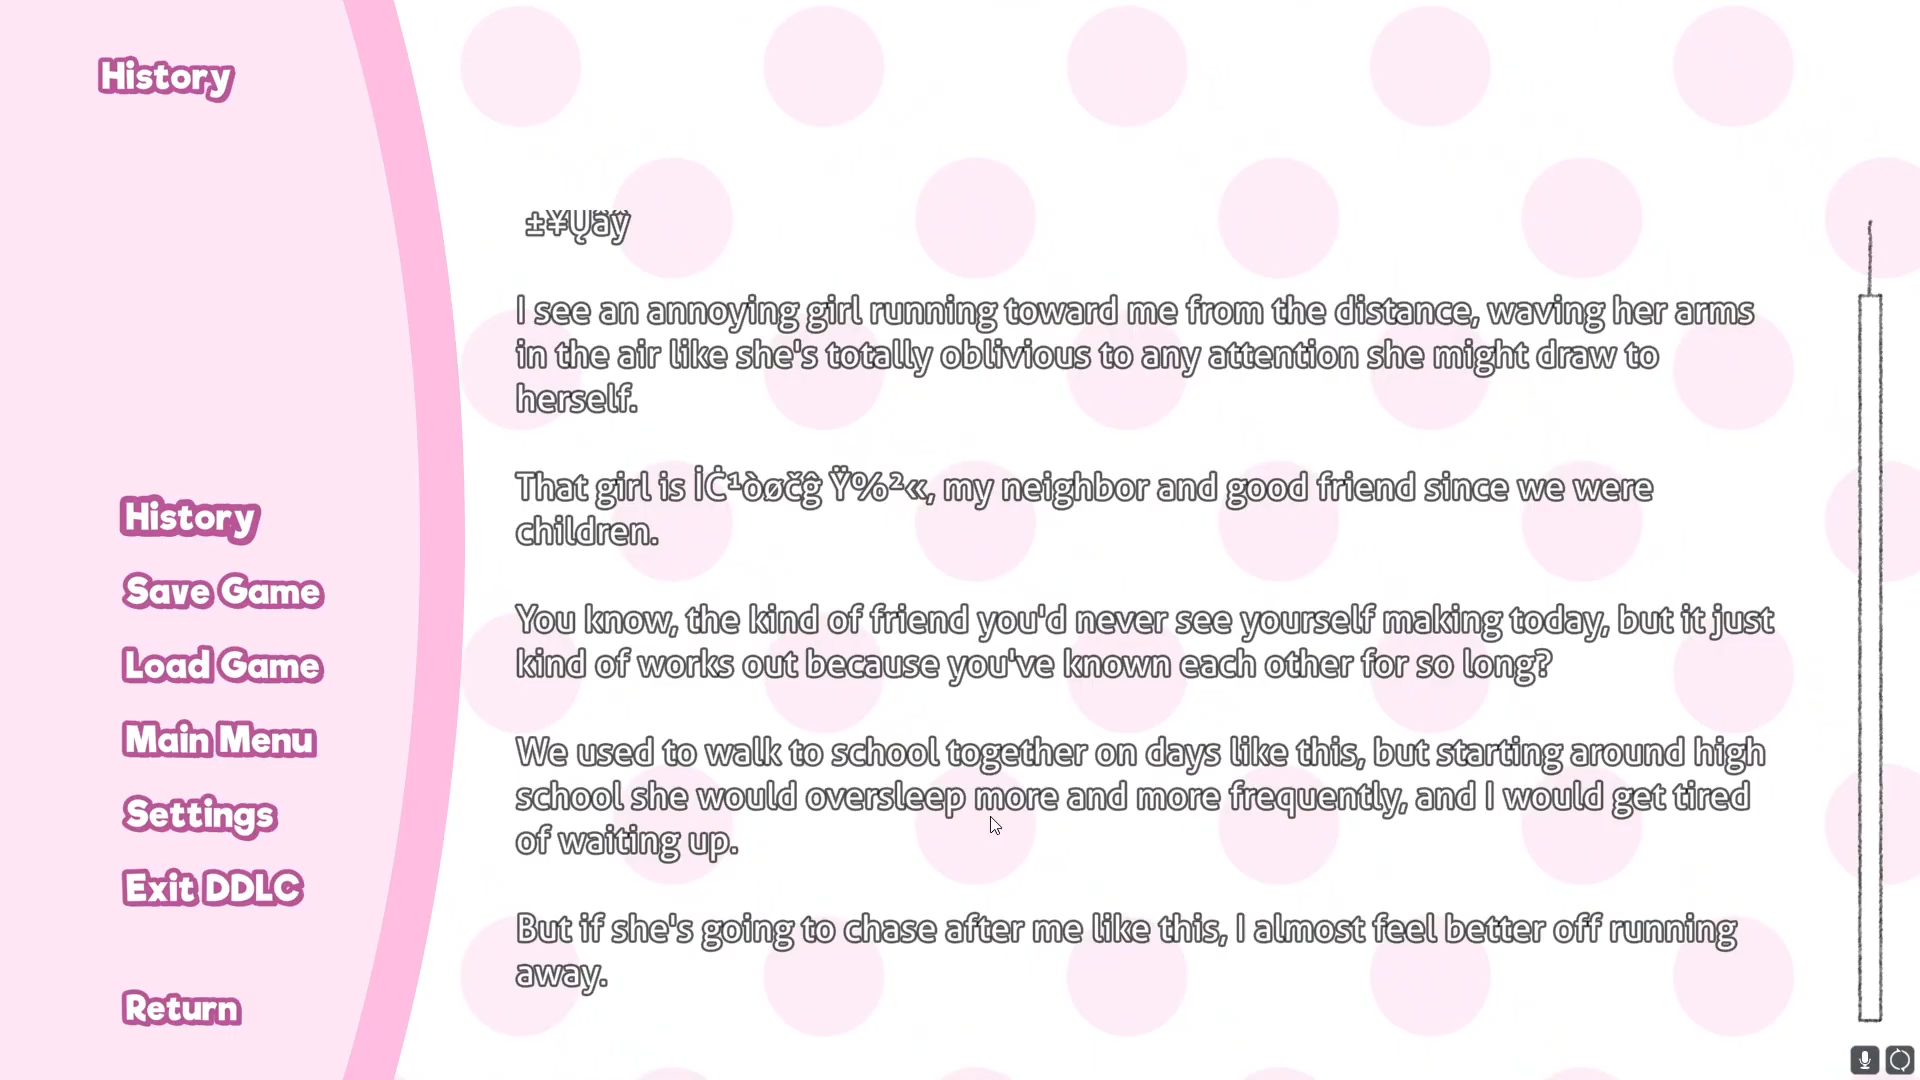 History
±¥Ųäÿ
I see an annoying girl running toward me from the distance, waving her arms
in the air like she's totally oblivious to any attention she might draw to
herself.
That girl is İĊ¹òøčĝ Ÿ%²«, my neighbor and good friend since we were
children.
You know, the kind of friend you'd never see yourself making today, but it just
kind of works out because you've known each other for so long?
We used to walk to school together on days like this, but starting around high
school she would oversleep more and more frequently, and I would get tired
of waiting up.
But if she's going to chase after me like this, I almost feel better off running
away.
History
Save Game
Load Game
Main Menu
Settings
Exit DDLC
Return